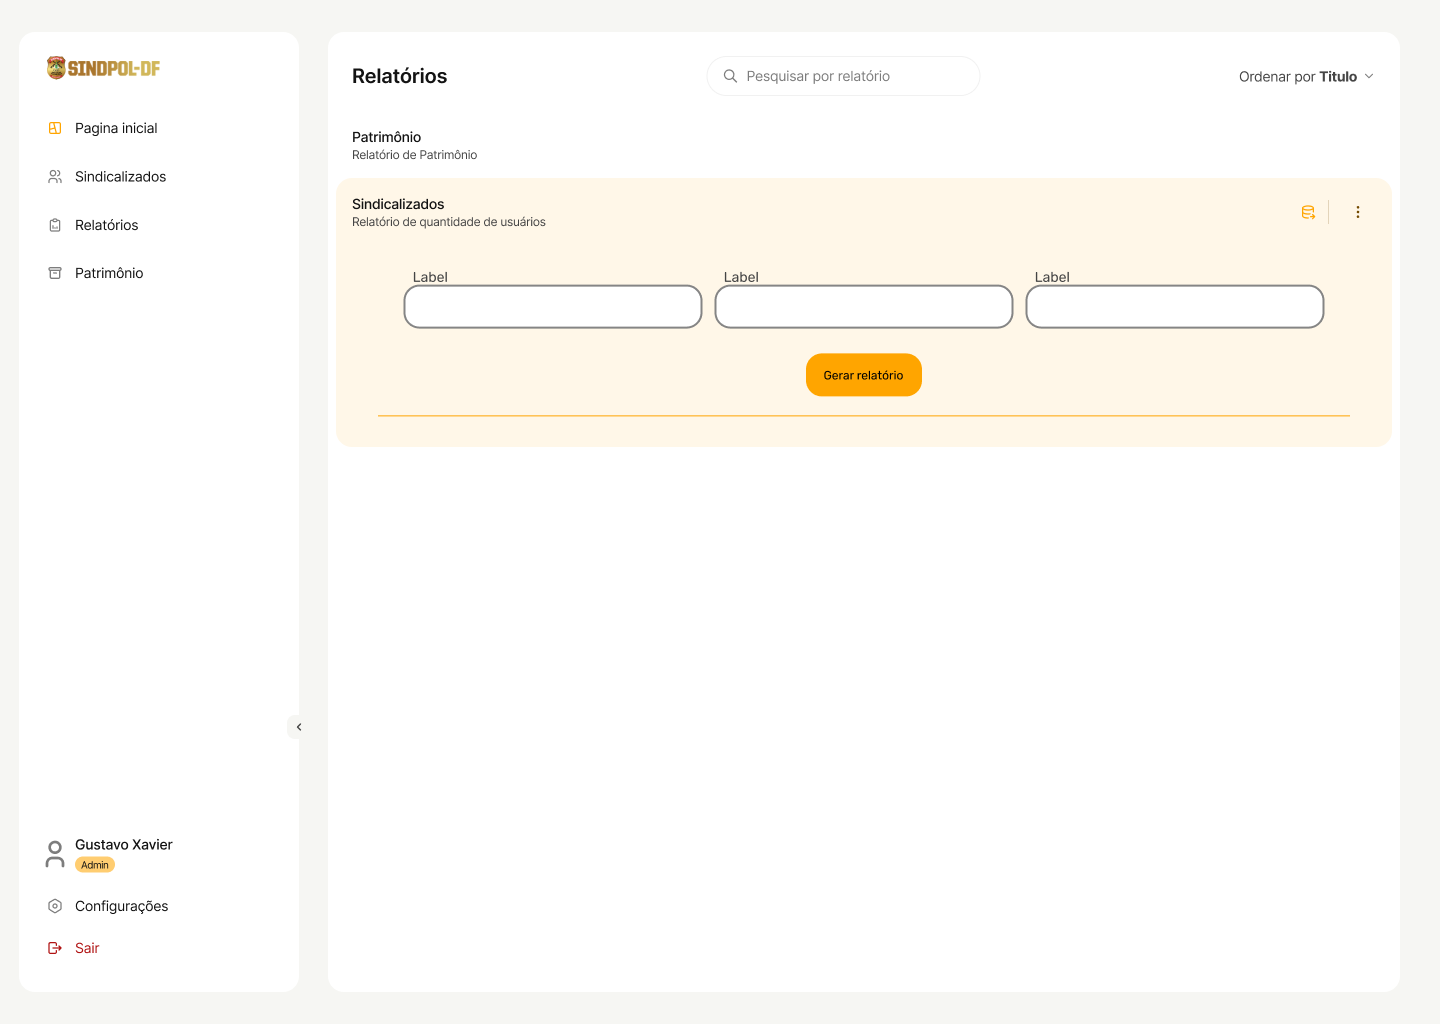 SINDPOL-DF
Pagina inicial
Sindicalizados
Relatórios
Patrimônio
Gustavo Xavier
Admin
Configurações
Sair
Relatórios
Pesquisar por relatório
Ordenar por Titulo
Patrimônio
Relatório de Patrimônio
Sindicalizados
Relatório de quantidade de usuários
Label
Label
Label
Gerar relatório